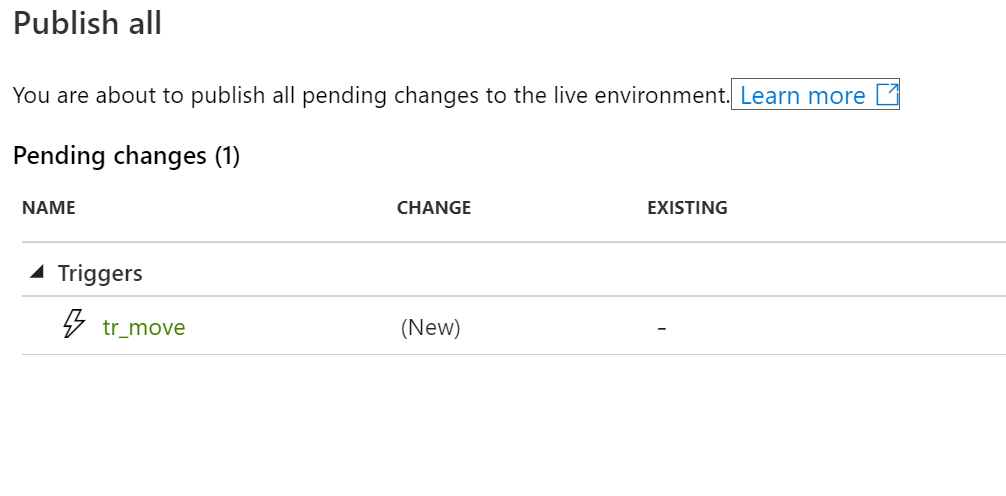 Publish all
You are about to publish all pending changes to the live environment. Learn more
Pending changes (1)
NAME CHANGE EXISTING
Triggers
tr_move (New) -